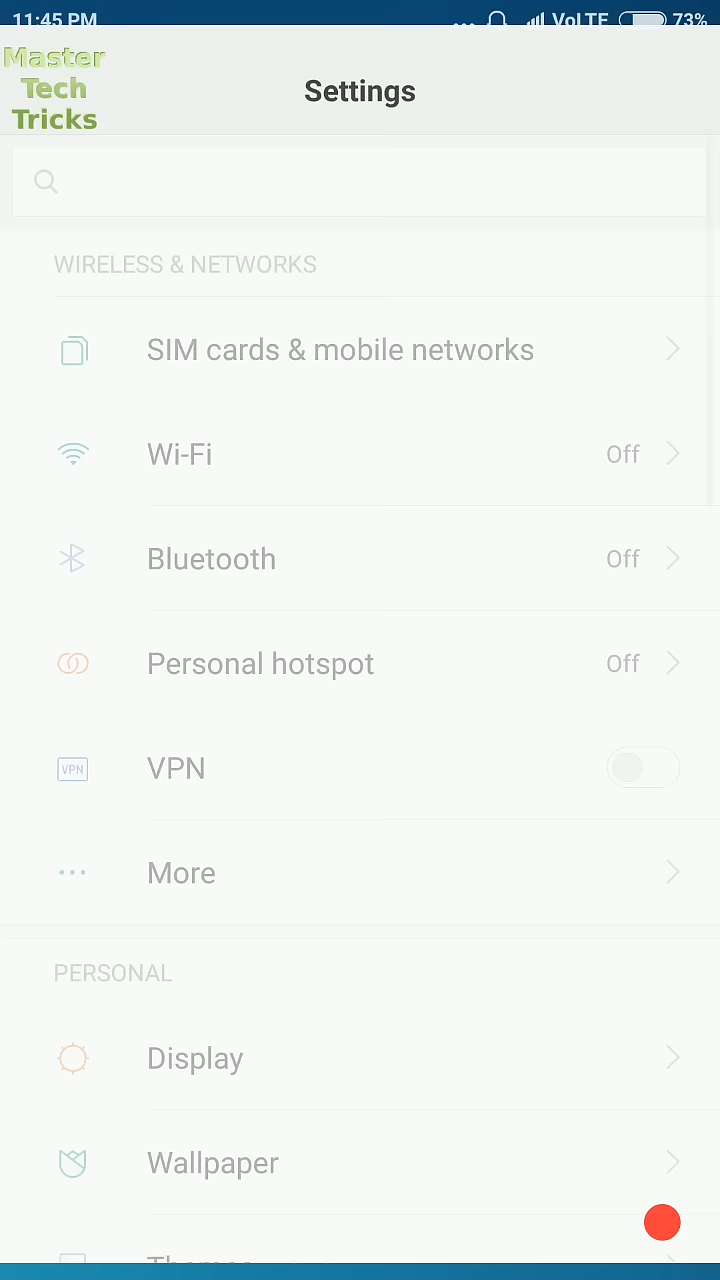 11:45 PM ... VoLTE 73%
Master
Tech
Tricks
Settings
WIRELESS & NETWORKS
SIM cards & mobile networks
Wi-Fi Off
Bluetooth Off
Personal hotspot Off
VPN VPN
More
PERSONAL
Display
Wallpaper
Themes